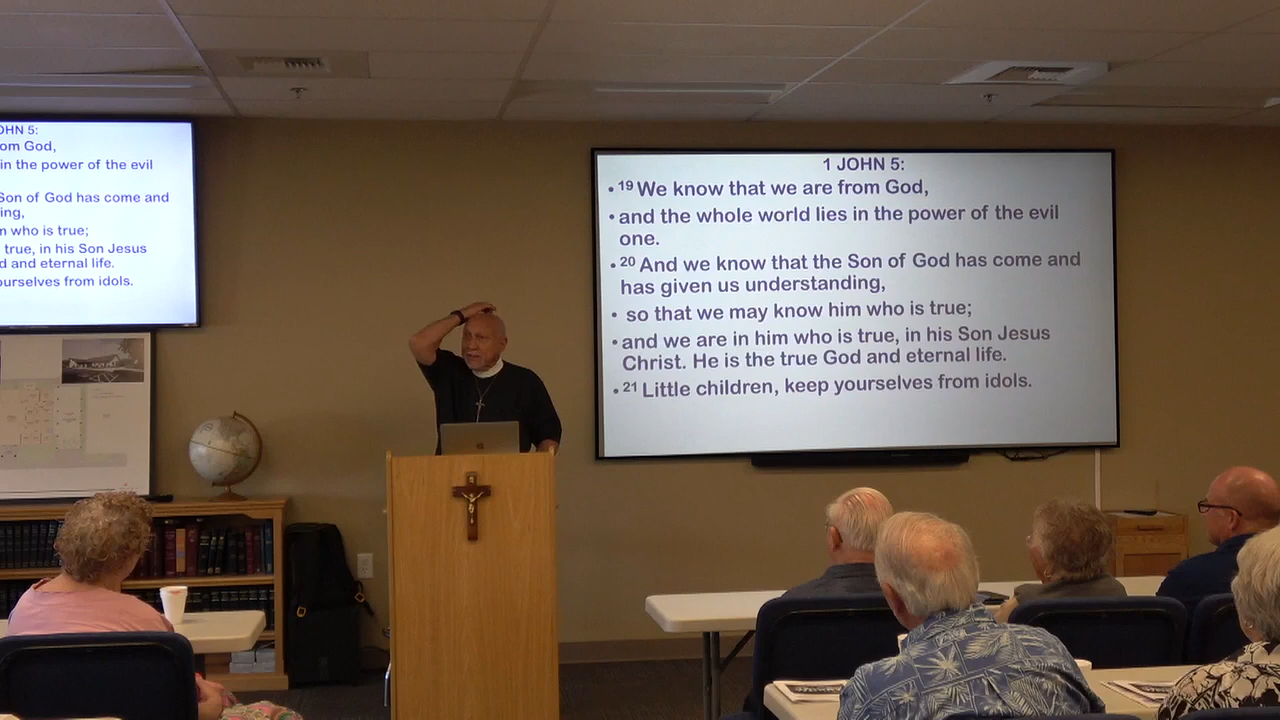 OHN 5:
om God,
in the power of the evil
Son of God has come and
ing,
m who is true;
true, in his Son Jesus
d and eternal life.
ourselves from idols.
1 JOHN 5:
• 19 We know that we are from God,
• and the whole world lies in the power of the evil
one.
• 20 And we know that the Son of God has come and
has given us understanding,
• so that we may know him who is true;
• and we are in him who is true, in his Son Jesus
Christ. He is the true God and eternal life.
• 21 Little children, keep yourselves from idols.